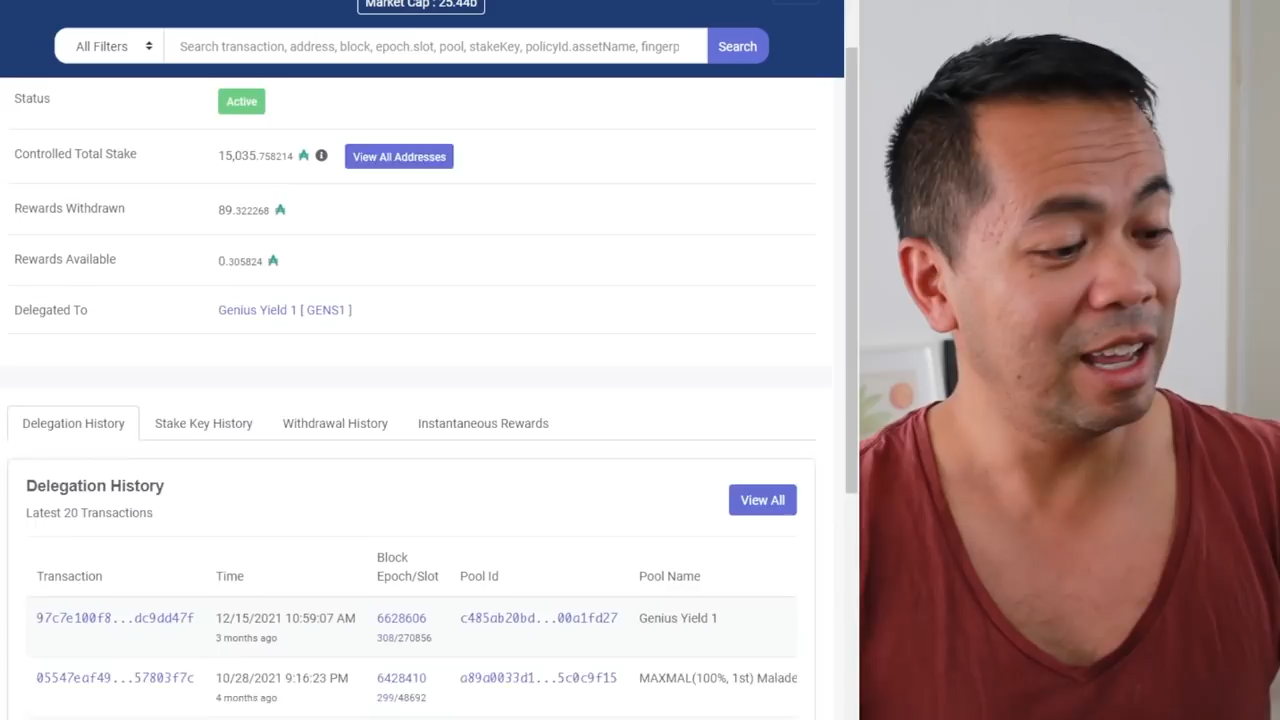 Market Cap : 25.44b
All Filters Search transaction, address, block, epoch.slot, pool, stakeKey, policyId.assetName, fingerp Search
Status Active
Controlled Total Stake 15,035.758214 View All Addresses
Rewards Withdrawn 89.322268
Rewards Available 0.305824
Delegated To Genius Yield 1 [ GENS1 ]
Delegation History Stake Key History Withdrawal History Instantaneous Rewards
Delegation History
Latest 20 Transactions
View All
Transaction Time Block Epoch/Slot Pool Id Pool Name
97c7e100f8...dc9dd47f 12/15/2021 10:59:07 AM 6628606 c485ab20bd...00a1fd27 Genius Yield 1
3 months ago 308/270856
05547eaf49...57803f7c 10/28/2021 9:16:23 PM 6428410 a89a0033d1...5c0c9f15 MAXMAL(100%, 1st) Malade
4 months ago 299/48692